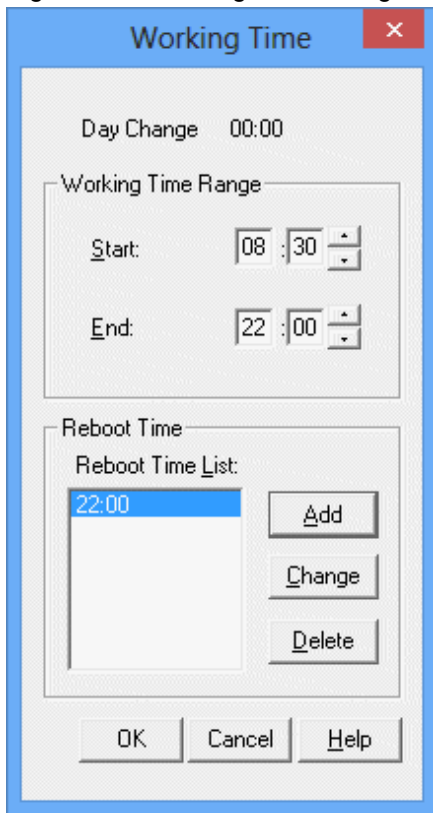 Working Time
Day Change 00:00
Working Time Range
Start: 08 : 30
End: 22 : 00
Reboot Time
Reboot Time List:
22:00
Add
Change
Delete
OK Cancel Help